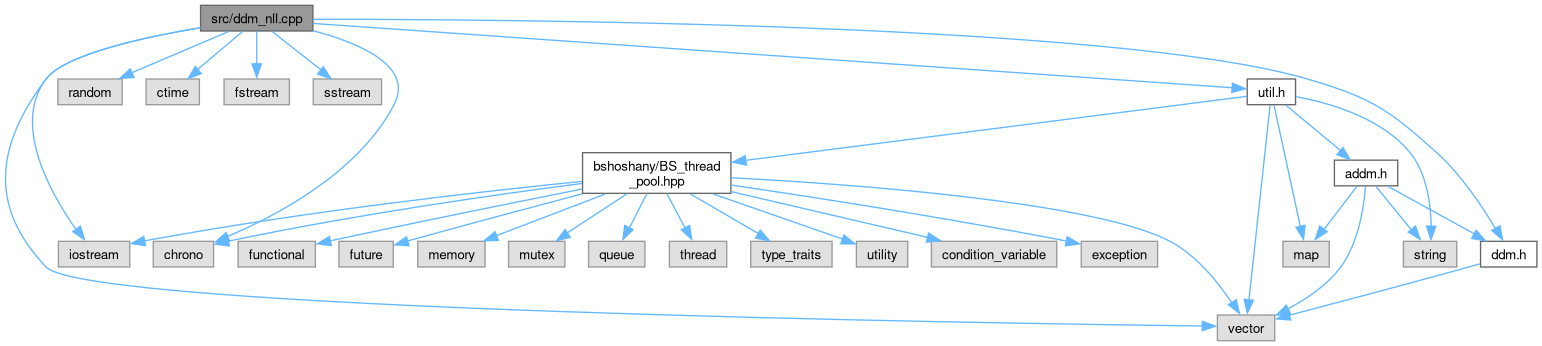 src/ddm_nll.cpp
random
ctime
fstream
sstream
util.h
bshoshany/BS_thread
_pool.hpp
addm.h
iostream
chrono
functional
future
memory
mutex
queue
thread
type_traits
utility
condition_variable
exception
map
string
ddm.h
vector